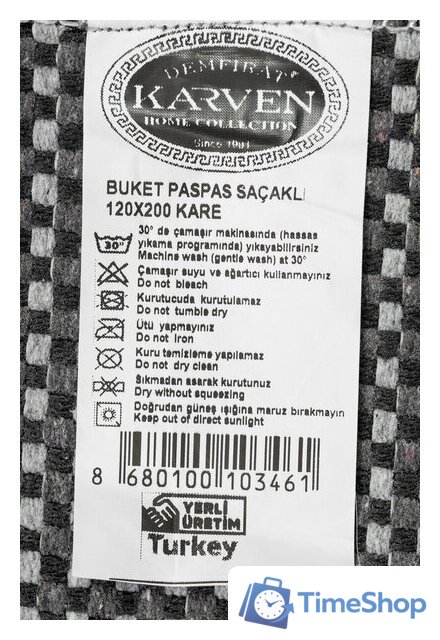 DEMFIRAT®
KARVEN
HOME COLLECTION
Since 1981
BUKET PASPAS SAÇAKLI
120X200 KARE
30° de çamaşır makinasında (hassas
yıkama programında) yıkayabilirsiniz
Machine wash (gentle wash) at 30°
30°
Çamaşır suyu ve ağartıcı kullanmayınız
Do not bleach
Kurutucuda kurutulamaz
Do not tumble dry
Ütü yapmayınız
Do not iron
Kuru temizleme yapılamaz
Do not dry clean
Sıkmadan asarak kurutunuz
Dry without squeezing
Doğrudan güneş ışığına maruz bırakmayın
Keep out of direct sunlight
8 680100 103461
YERLİ
ÜRETİM
Turkey
TimeShop